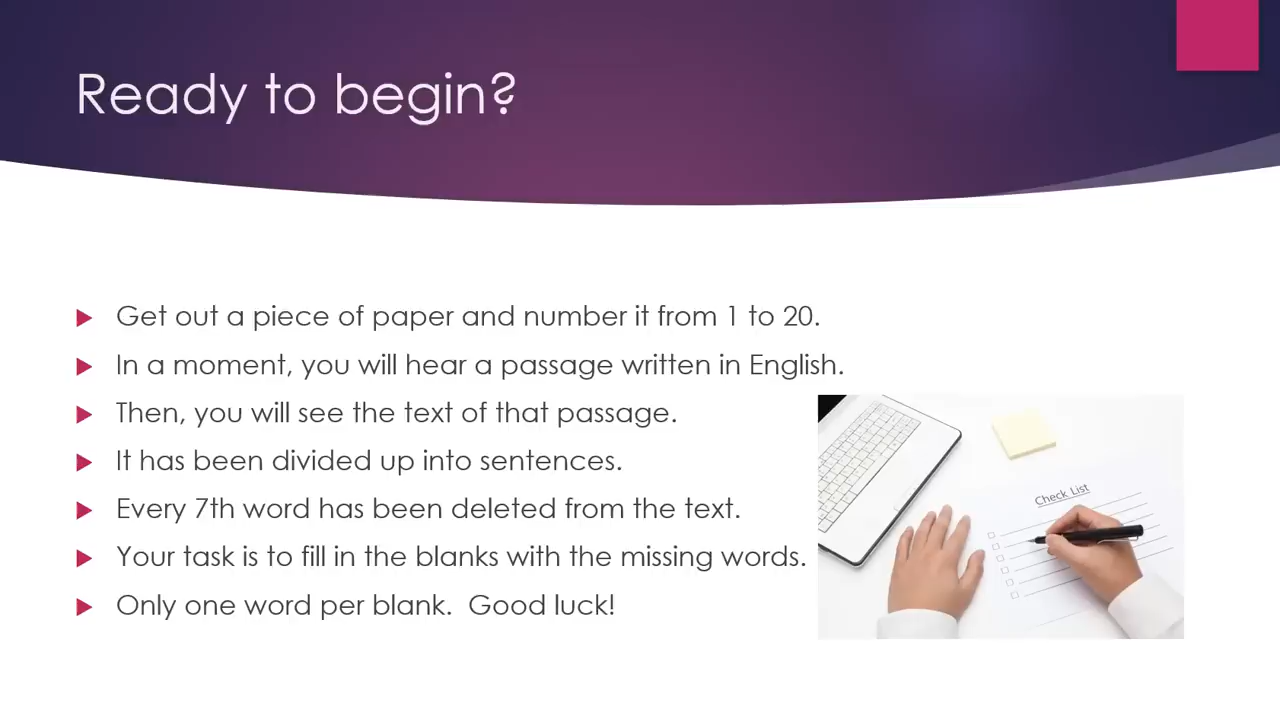 Ready to begin?
Get out a piece of paper and number it from 1 to 20.
In a moment, you will hear a passage written in English.
Then, you will see the text of that passage.
It has been divided up into sentences.
Every 7th word has been deleted from the text.
Your task is to fill in the blanks with the missing words.
Only one word per blank.  Good luck!
Check List